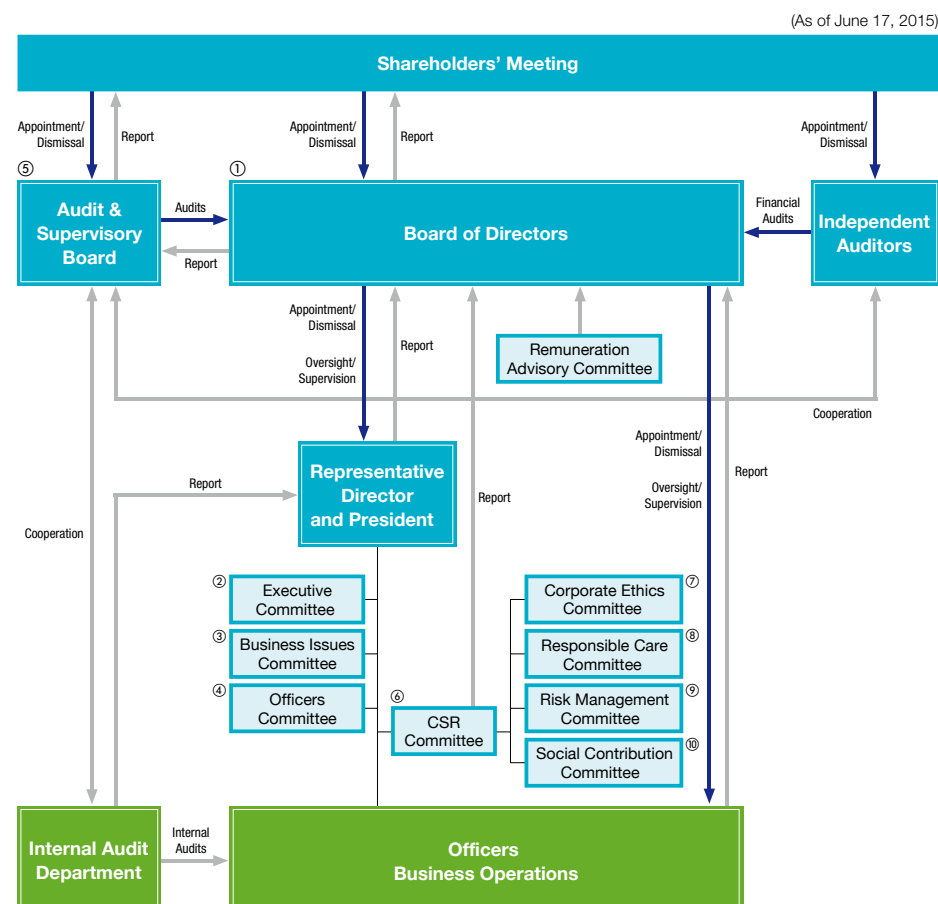 (As of June 17, 2015)
Shareholders’ Meeting
Appointment/
Dismissal
Report
Appointment/
Dismissal
Report
Appointment/
Dismissal
⑤
Audit &
Supervisory
Board
Audits
Report
①
Board of Directors
Financial
Audits
Independent
Auditors
Appointment/
Dismissal
Oversight/
Supervision
Report
Remuneration
Advisory Committee
Cooperation
Appointment/
Dismissal
Oversight/
Supervision
Report
Representative
Director
and President
Report
Report
Cooperation
②
Executive
Committee
③
Business Issues
Committee
④
Officers
Committee
⑥
CSR
Committee
⑦
Corporate Ethics
Committee
⑧
Responsible Care
Committee
⑨
Risk Management
Committee
⑩
Social Contribution
Committee
Internal Audit
Department
Internal
Audits
Officers
Business Operations